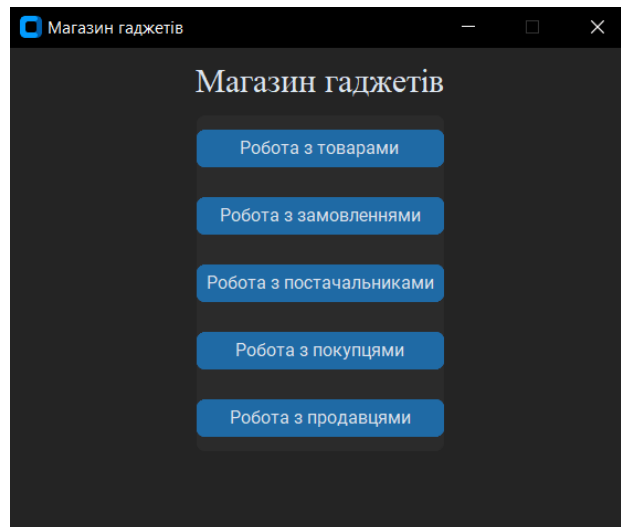 Магазин гаджетів
Магазин гаджетів
Робота з товарами
Робота з замовленнями
Робота з постачальниками
Робота з покупцями
Робота з продавцями